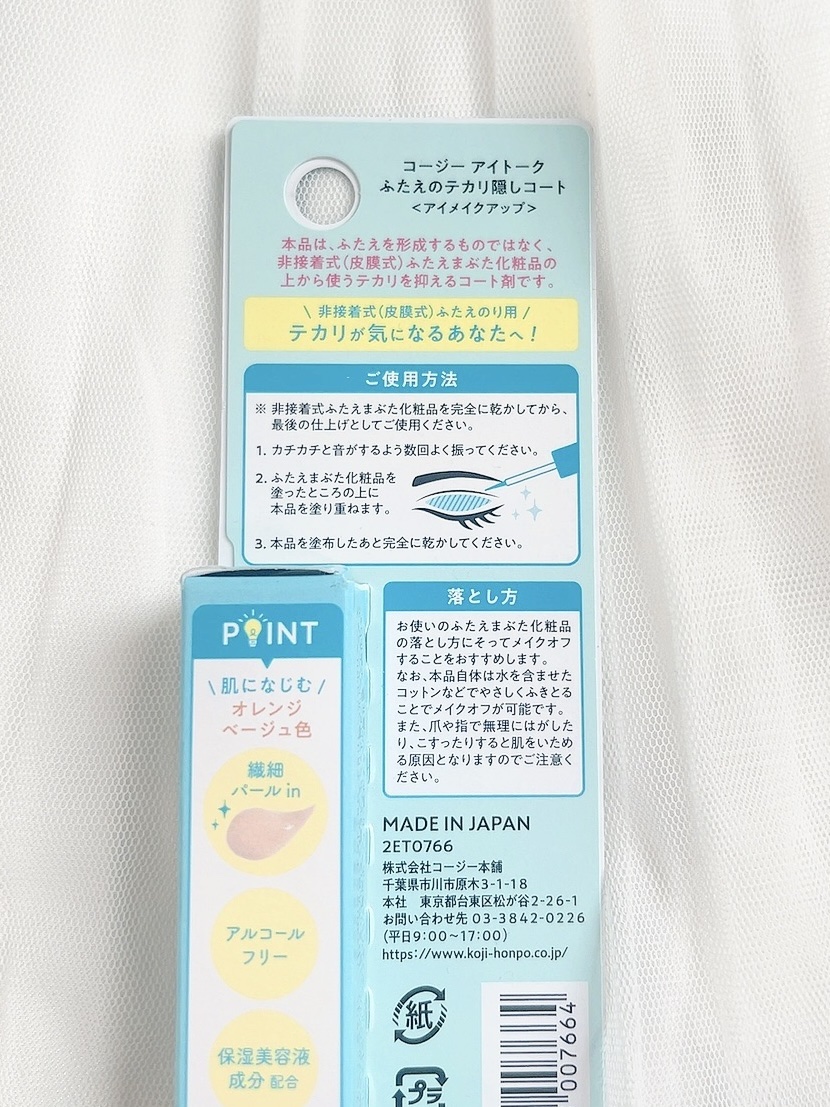 コージー アイトーク
ふたえのテカリ隠しコート
<アイメイクアップ>
本品は、ふたえを形成するものではなく、
非接着式(皮膜式)ふたえまぶた化粧品の
上から使うテカリを抑えるコート剤です。
\ 非接着式(皮膜式)ふたえのり用 /
テカリが気になるあなたへ!
ご使用方法
※ 非接着式ふたえまぶた化粧品を完全に乾かしてから、
最後の仕上げとしてご使用ください。
1. カチカチと音がするよう数回よく振ってください。
2. ふたえまぶた化粧品を
塗ったところの上に
本品を塗り重ねます。
3. 本品を塗布したあと完全に乾かしてください。
落とし方
お使いのふたえまぶた化粧品
の落とし方にそってメイクオフ
することをおすすめします。
なお、本品自体は水を含ませた
コットンなどでやさしくふきとる
ことでメイクオフが可能です。
また、爪や指で無理にはがした
り、こすったりすると肌をいため
る原因となりますのでご注意く
ださい。
POINT
\ 肌になじむ /
オレンジ
ベージュ色
繊細
パール in
アルコール
フリー
保湿美容液
成分 配合
MADE IN JAPAN
2ET0766
株式会社コージー本舗
千葉県市川市原木3-1-18
本社 東京都台東区松が谷2-26-1
お問い合わせ先 03-3842-0226
(平日9:00~17:00)
https://www.koji-honpo.co.jp/
紙
プラ
007664